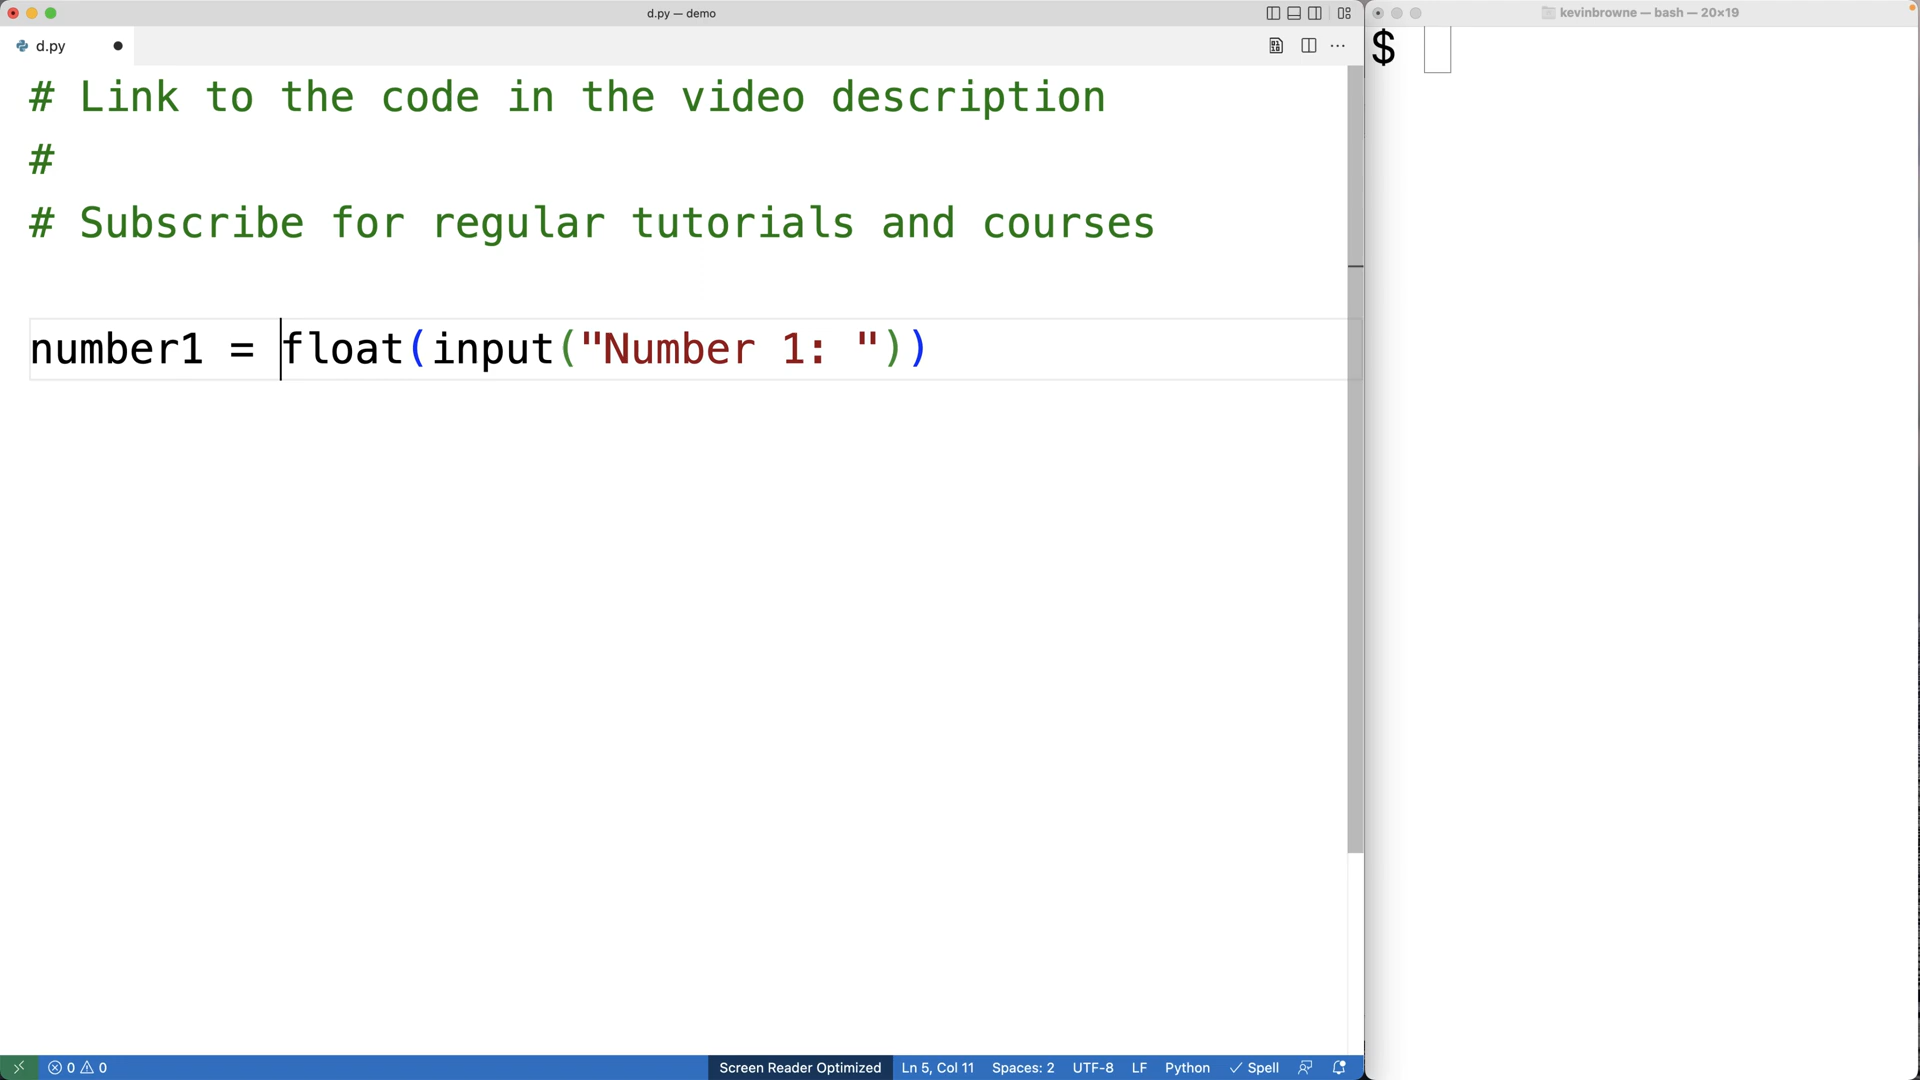 d.py — demo
kevinbrowne — bash — 20×19
d.py
$
# Link to the code in the video description
#
# Subscribe for regular tutorials and courses
number1 = float(input("Number 1: "))
0 0
Screen Reader Optimized
Ln 5, Col 11
Spaces: 2
UTF-8
LF
Python
Spell